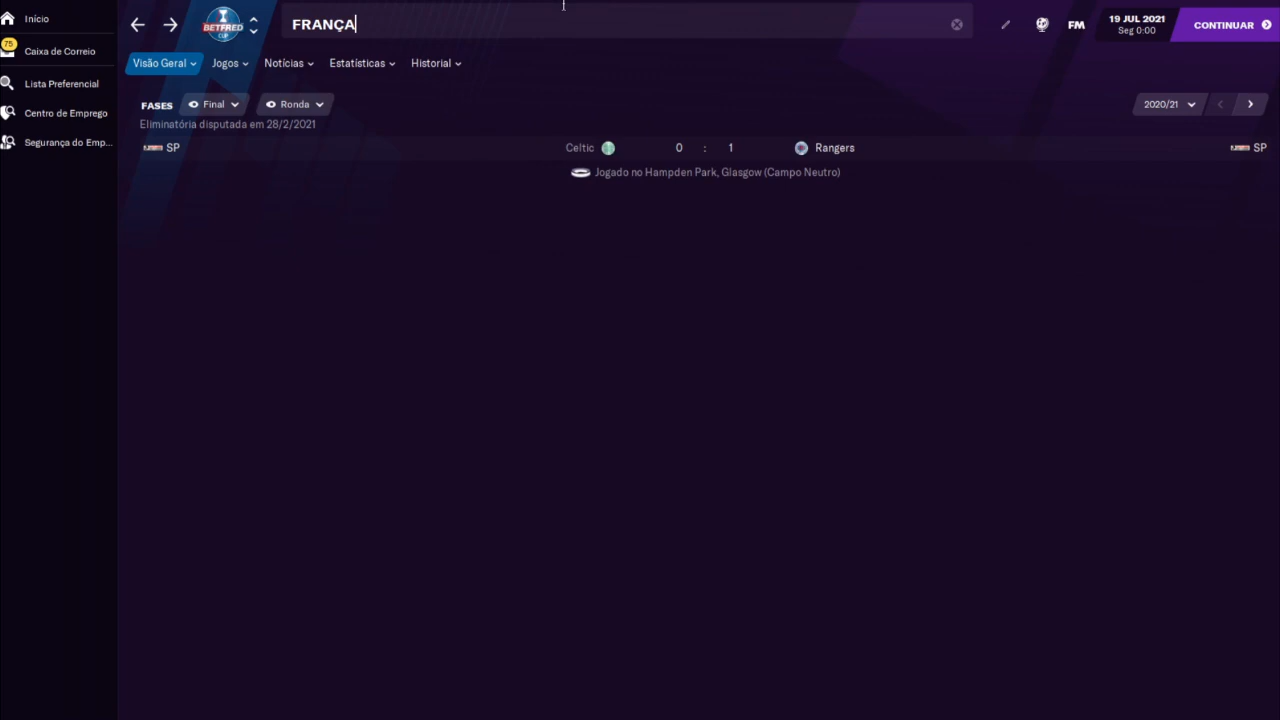 Início
75
Caixa de Correio
Lista Preferencial
Centro de Emprego
Segurança do Emp...
BETFRED
CUP
FRANÇA
FM
19 JUL 2021
Seg 0:00
CONTINUAR
Visão Geral
Jogos
Notícias
Estatísticas
Historial
FASES
Final
Ronda
2020/21
Eliminatória disputada em 28/2/2021
SP Celtic 0 : 1 Rangers SP
Jogado no Hampden Park, Glasgow (Campo Neutro)